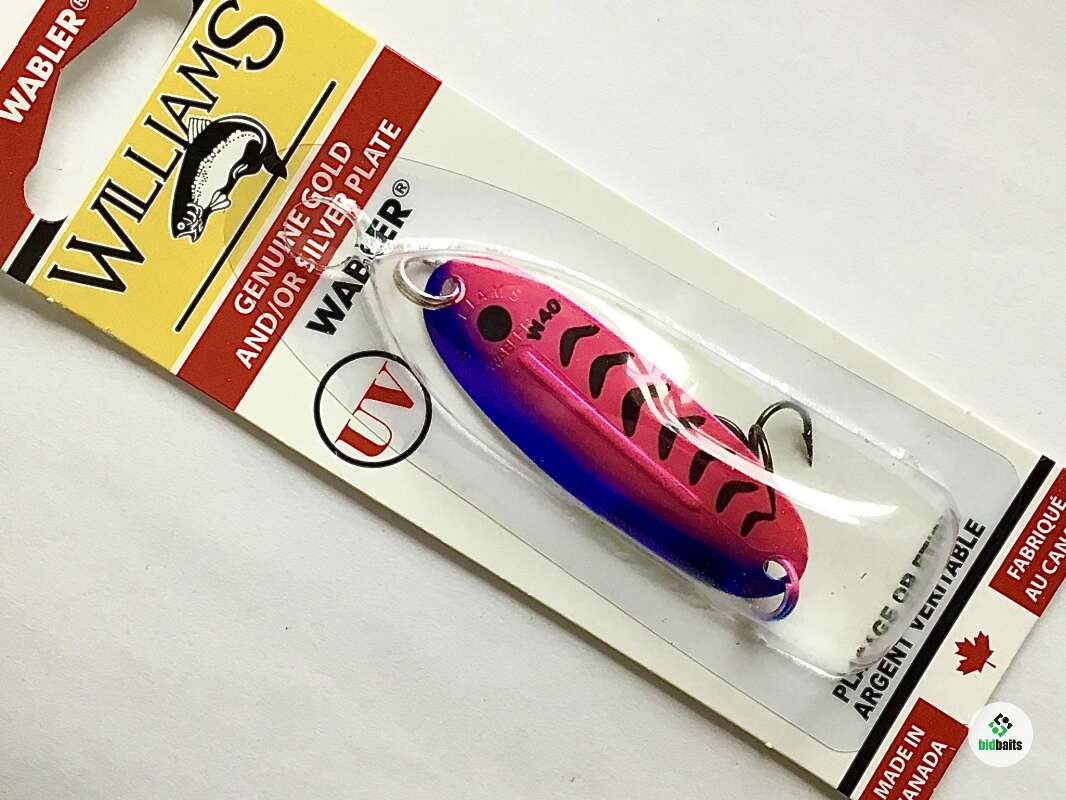 WABLER®
WILLIAMS
GENUINE GOLD
AND/OR SILVER PLATE
WABLER®
UV
W40
ARGENT VÉRITABLE
FABRIQUÉ
MADE IN
bidbaits